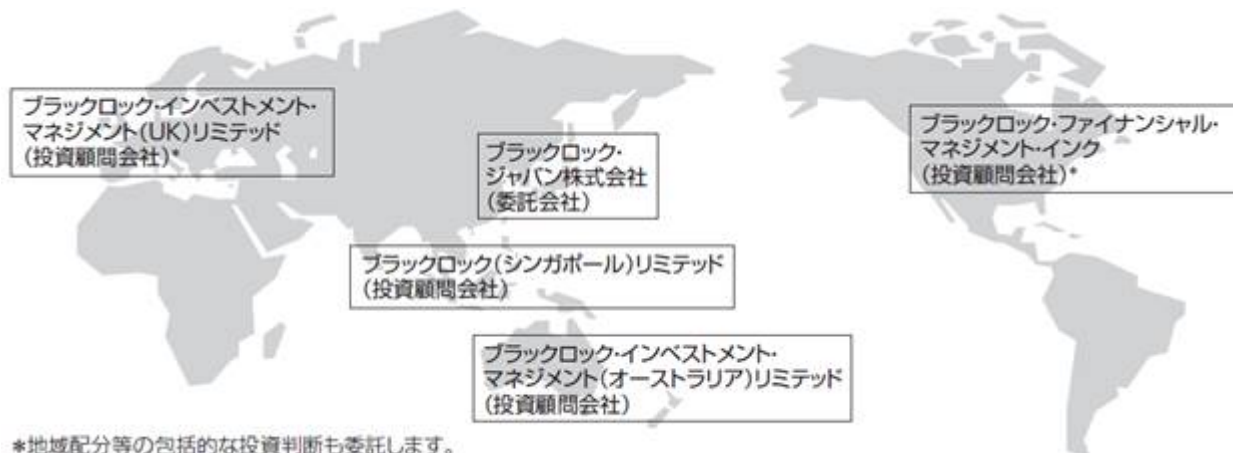 ブラックロック・インベストメント・
マネジメント(UK)リミテッド
(投資顧問会社)*
ブラックロック・
ジャパン株式会社
(委託会社)
ブラックロック・ファイナンシャル・
マネジメント・インク
(投資顧問会社)*
ブラックロック(シンガポール)リミテッド
(投資顧問会社)
ブラックロック・インベストメント・
マネジメント(オーストラリア)リミテッド
(投資顧問会社)
*地域配分等の包括的な投資判断も委託します。